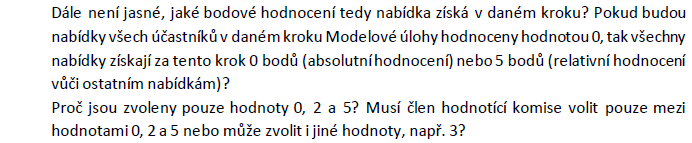 Dále není jasné, jaké bodové hodnocení tedy nabídka získá v daném kroku? Pokud budou
nabídky všech účastníků v daném kroku Modelové úlohy hodnoceny hodnotou 0, tak všechny
nabídky získají za tento krok 0 bodů (absolutní hodnocení) nebo 5 bodů (relativní hodnocení
vůči ostatním nabídkám)?
Proč jsou zvoleny pouze hodnoty 0, 2 a 5? Musí člen hodnotící komise volit pouze mezi
hodnotami 0, 2 a 5 nebo může zvolit i jiné hodnoty, např. 3?